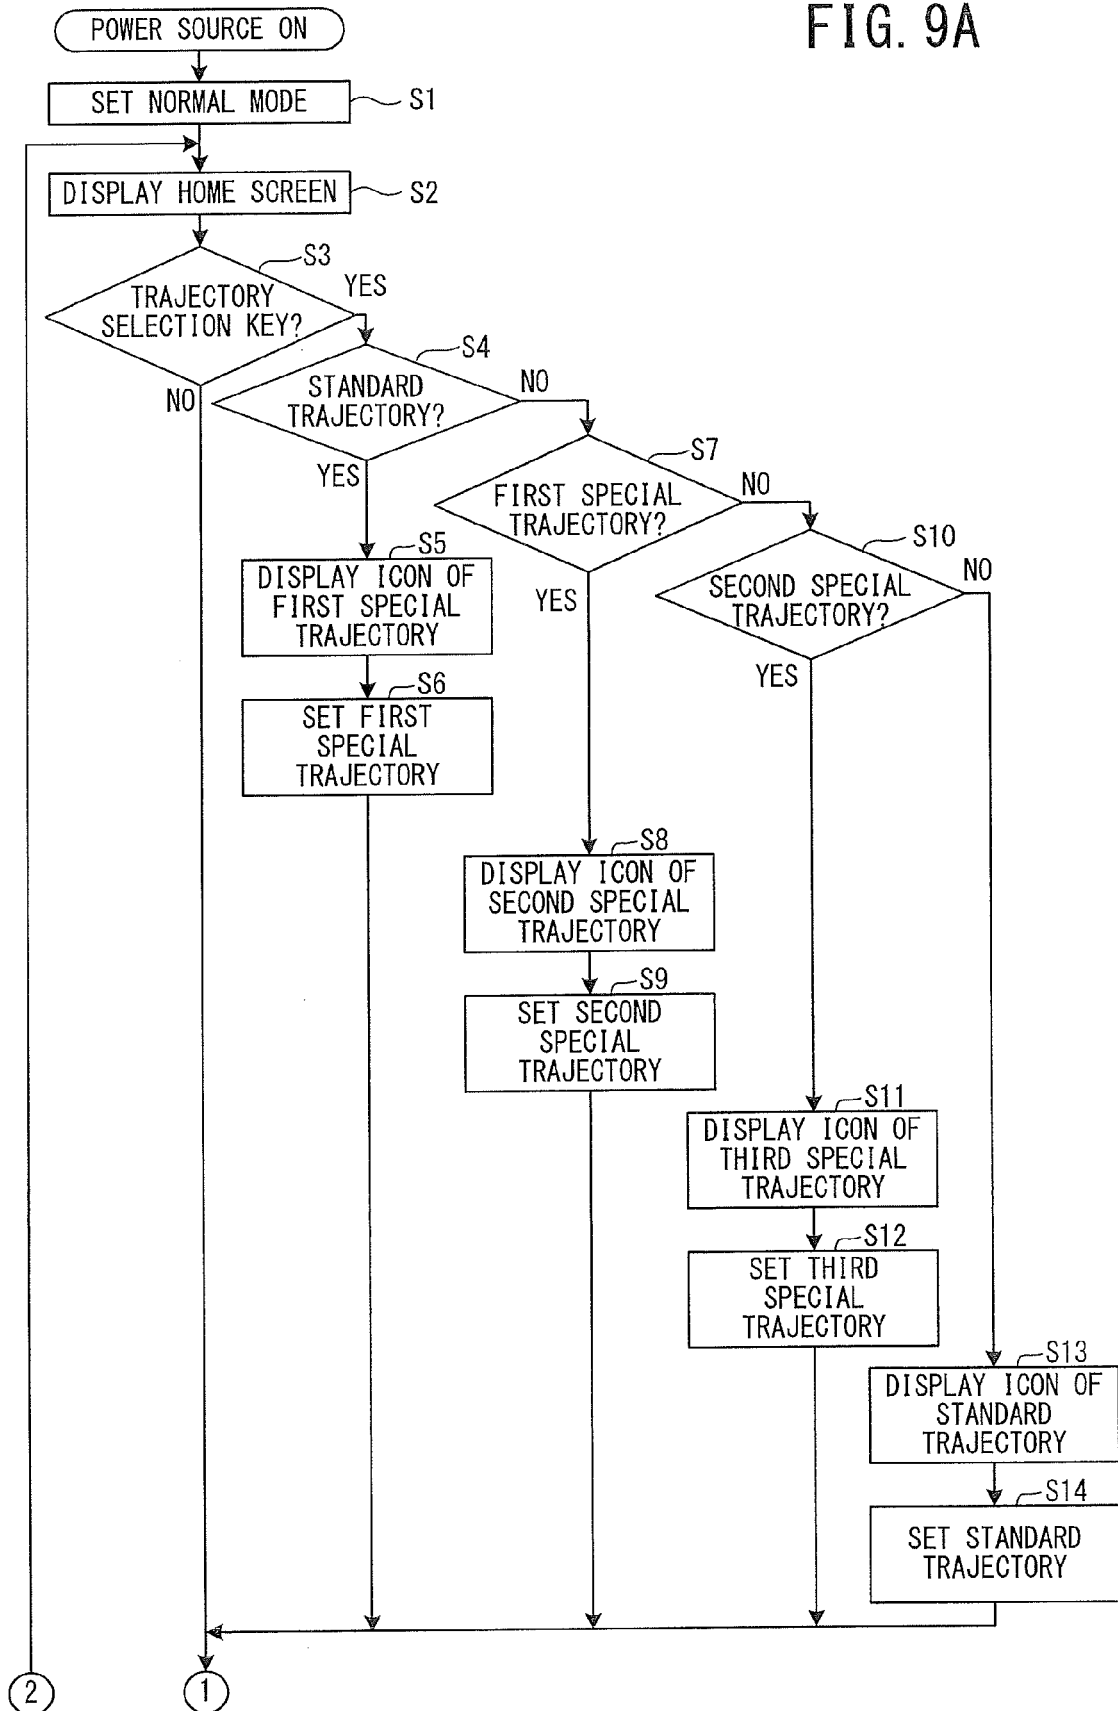 FIG. 9A
POWER SOURCE ON
SET NORMAL MODE
S1
DISPLAY HOME SCREEN
S2
S3
TRAJECTORY
SELECTION KEY?
YES
NO
S4
STANDARD
TRAJECTORY?
NO
YES
S7
FIRST SPECIAL
TRAJECTORY?
NO
YES
S10
SECOND SPECIAL
TRAJECTORY?
NO
YES
S5
DISPLAY ICON OF
FIRST SPECIAL
TRAJECTORY
S6
SET FIRST
SPECIAL
TRAJECTORY
S8
DISPLAY ICON OF
SECOND SPECIAL
TRAJECTORY
S9
SET SECOND
SPECIAL
TRAJECTORY
S11
DISPLAY ICON OF
THIRD SPECIAL
TRAJECTORY
S12
SET THIRD
SPECIAL
TRAJECTORY
S13
DISPLAY ICON OF
STANDARD
TRAJECTORY
S14
SET STANDARD
TRAJECTORY
2
1